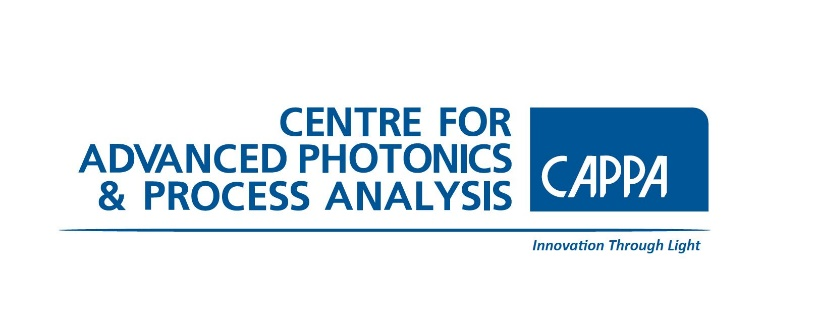 CENTRE FOR
ADVANCED PHOTONICS
& PROCESS ANALYSIS
CAPPA
Innovation Through Light